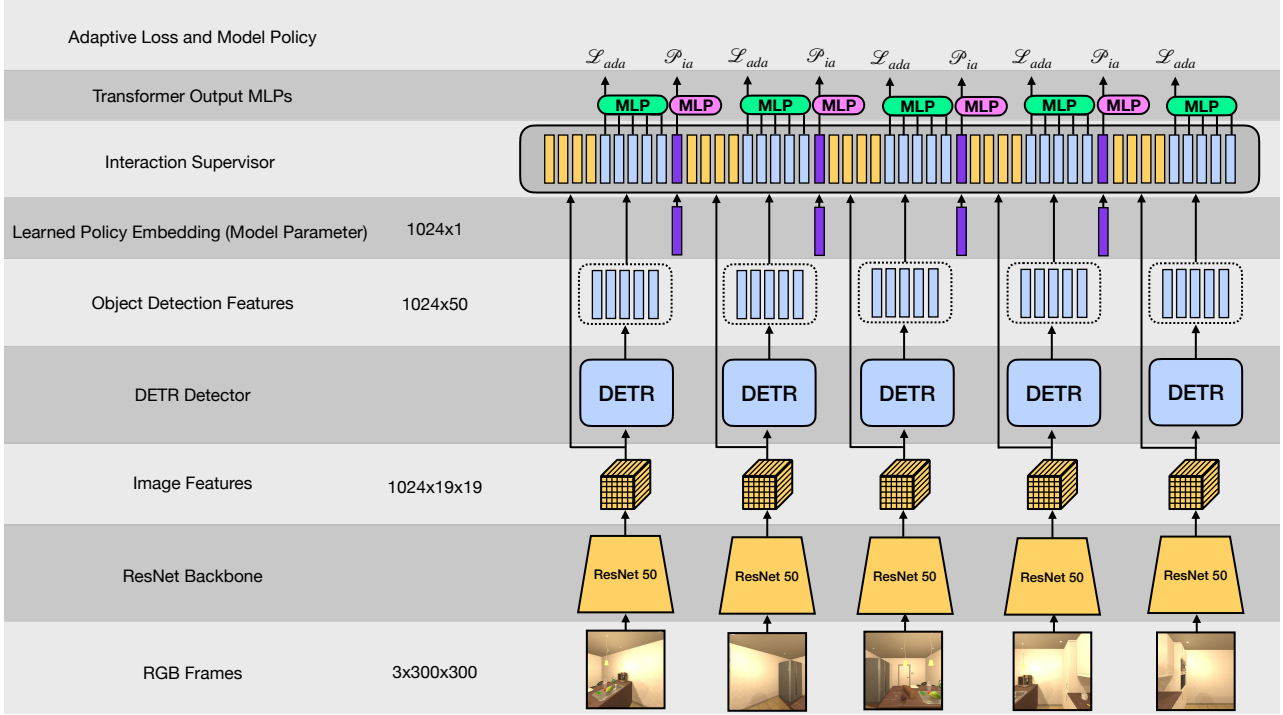 Adaptive Loss and Model Policy
ℒada 𝒫ia ℒada 𝒫ia ℒada 𝒫ia ℒada 𝒫ia ℒada
Transformer Output MLPs
MLP MLP MLP MLP MLP MLP MLP MLP MLP
Interaction Supervisor
Learned Policy Embedding (Model Parameter) 1024x1
Object Detection Features 1024x50
DETR Detector
DETR DETR DETR DETR DETR
Image Features 1024x19x19
ResNet Backbone
ResNet 50 ResNet 50 ResNet 50 ResNet 50 ResNet 50
RGB Frames 3x300x300